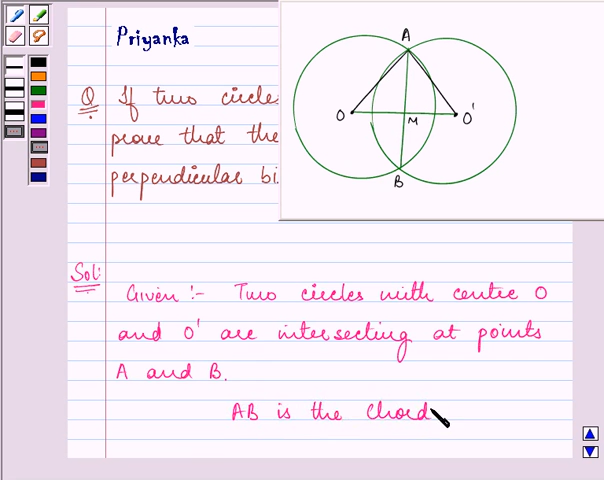 Priyanka
Q If two circles
prove that the
perpendicular bi
A
O M O'
B
Sol:
Given :- Two circles with centre O
and O' are intersecting at points
A and B.
AB is the Chord